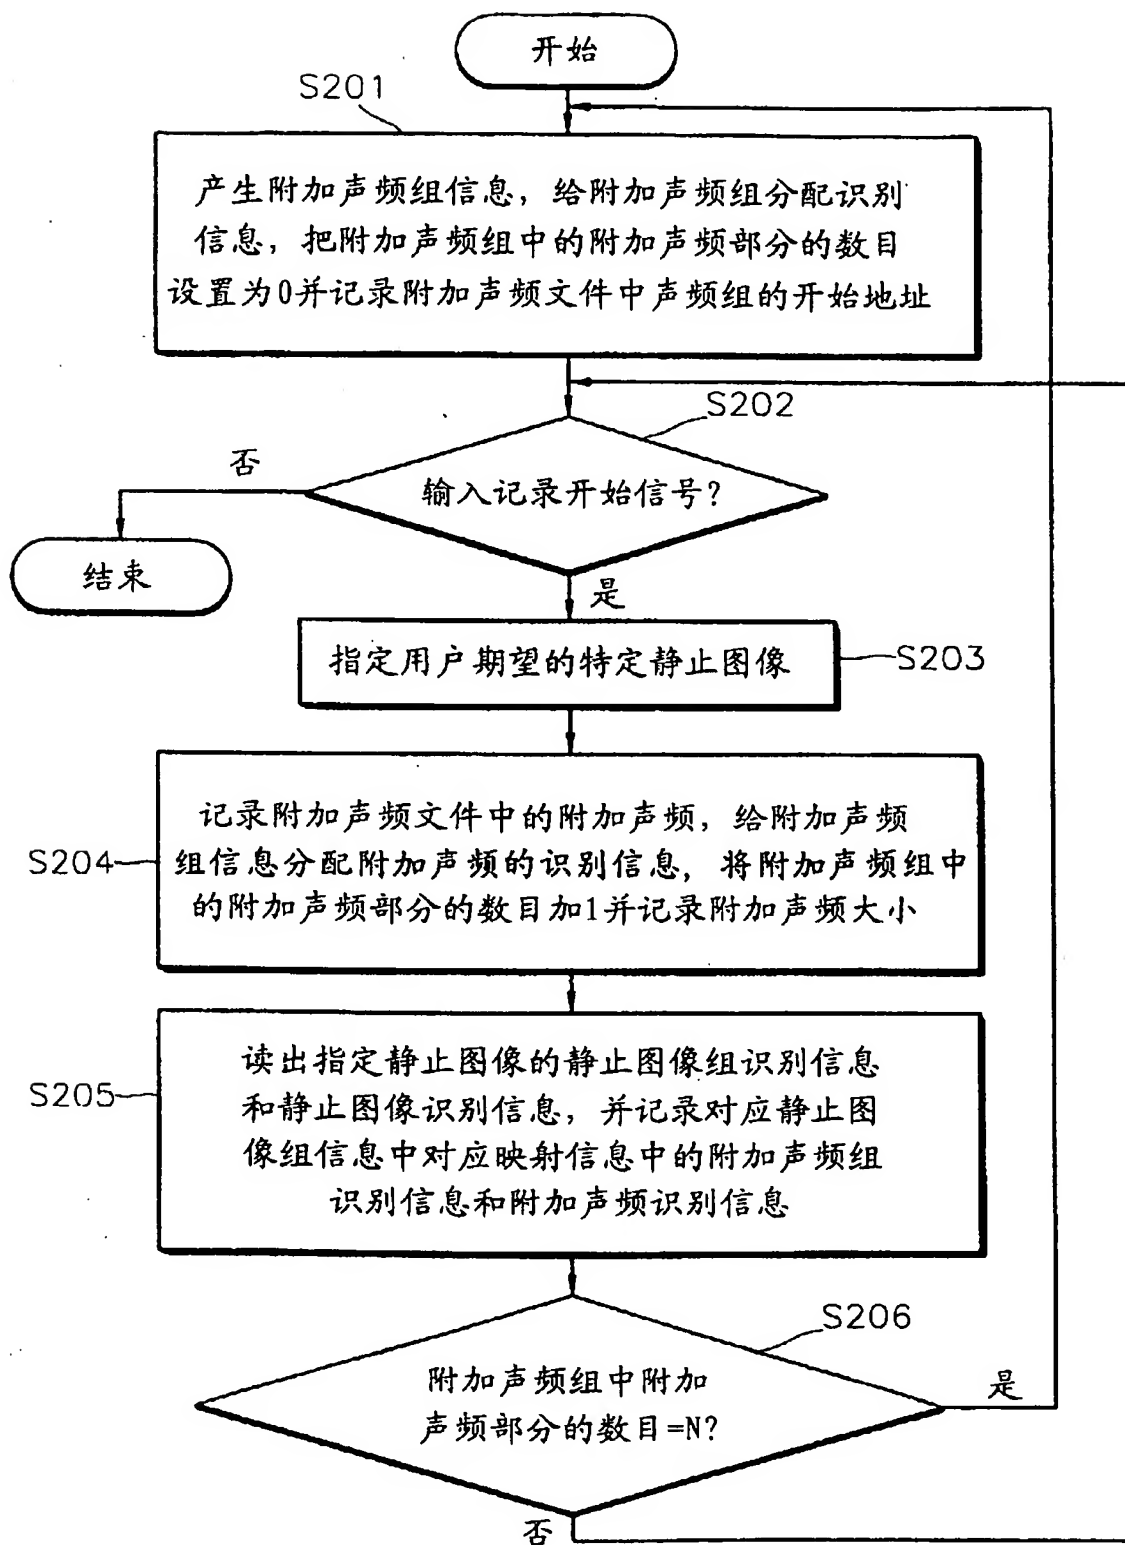 开始
S201
产生附加声频组信息，给附加声频组分配识别
信息，把附加声频组中的附加声频部分的数目
设置为0并记录附加声频文件中声频组的开始地址
S202
否
输入记录开始信号？
结束
是
指定用户期望的特定静止图像
S203
记录附加声频文件中的附加声频，给附加声频
组信息分配附加声频的识别信息，将附加声频组中
的附加声频部分的数目加1并记录附加声频大小
S204
读出指定静止图像的静止图像组识别信息
和静止图像识别信息，并记录对应静止图
像组信息中对应映射信息中的附加声频组
识别信息和附加声频识别信息
S205
S206
附加声频组中附加
声频部分的数目=N？
是
否